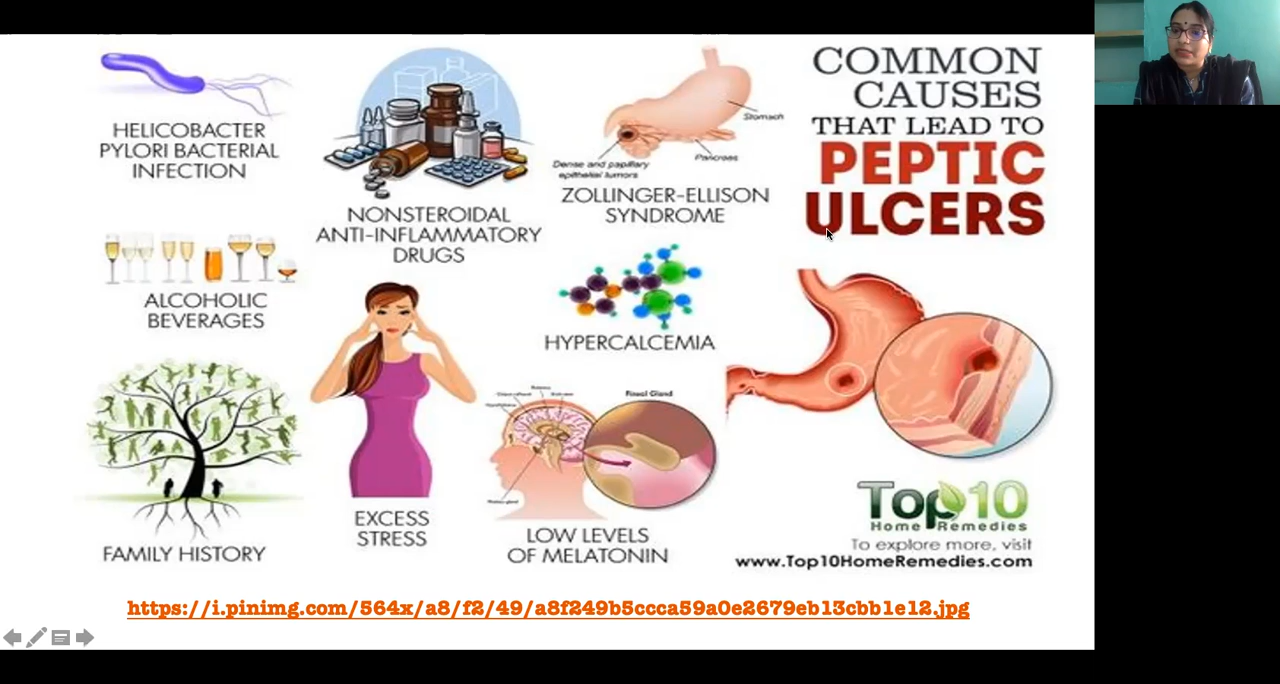 COMMON
CAUSES
THAT LEAD TO
PEPTIC
ULCERS
HELICOBACTER
PYLORI BACTERIAL
INFECTION
NONSTEROIDAL
ANTI-INFLAMMATORY
DRUGS
Stomach
Pancreas
Dense and papillary
epithelial tumors
ZOLLINGER-ELLISON
SYNDROME
ALCOHOLIC
BEVERAGES
HYPERCALCEMIA
FAMILY HISTORY
EXCESS
STRESS
Pineal Gland
LOW LEVELS
OF MELATONIN
Top10
Home Remedies
To explore more, visit
www.Top10HomeRemedies.com
https://i.pinimg.com/564x/a8/f2/49/a8f249b5ccca59a0e2679eb13cbb1e12.jpg